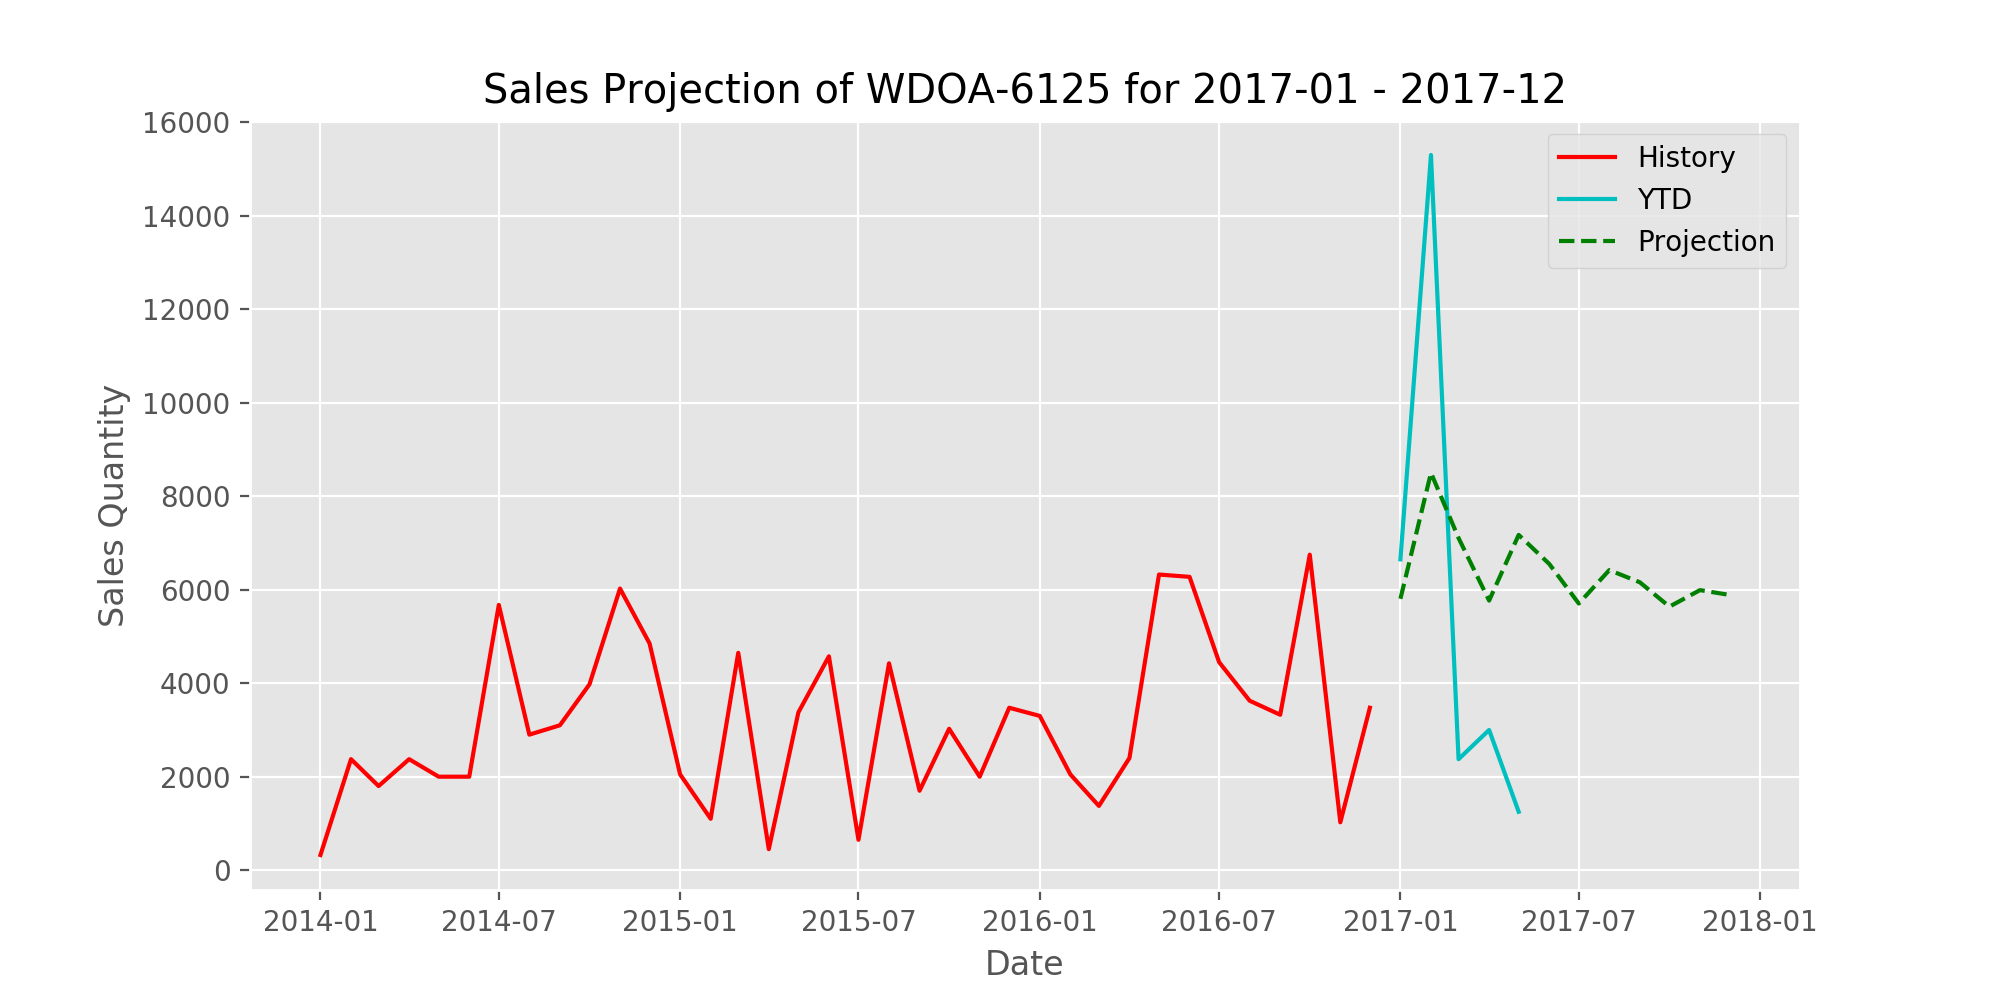 Sales Projection of WDOA-6125 for 2017-01 - 2017-12
16000
14000
12000
10000
8000
6000
4000
2000
0
Sales Quantity
History
YTD
Projection
2014-01 2014-07 2015-01 2015-07 2016-01 2016-07 2017-01 2017-07 2018-01
Date